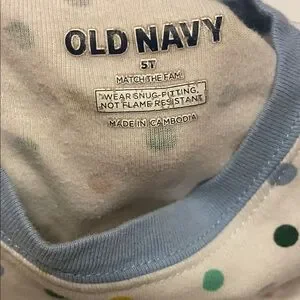 OLD NAVY
5T
MATCH THE FAM
"WEAR SNUG-FITTING,
NOT FLAME RESISTANT
MADE IN CAMBODIA